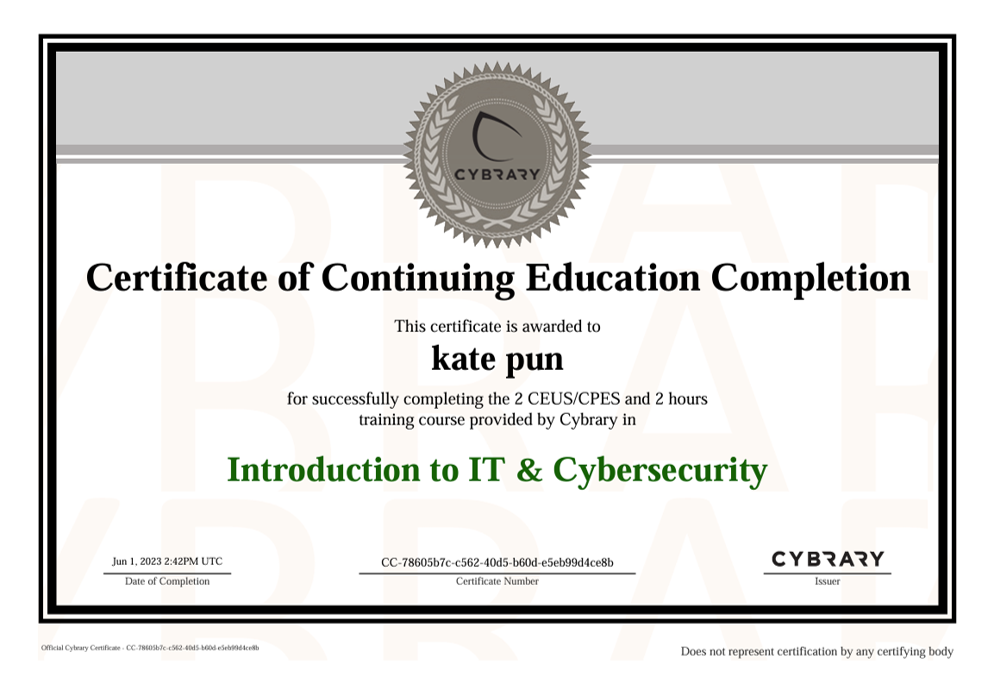 CYBRARY
Certificate of Continuing Education Completion
This certificate is awarded to
kate pun
for successfully completing the 2 CEUS/CPES and 2 hours
training course provided by Cybrary in
Introduction to IT & Cybersecurity
Jun 1, 2023 2:42PM UTC
Date of Completion
CC-78605b7c-c562-40d5-b60d-e5eb99d4ce8b
Certificate Number
CYBRARY
Issuer
Official Cybrary Certificate - CC-78605b7c-c562-40d5-b60d-e5eb99d4ce8b
Does not represent certification by any certifying body